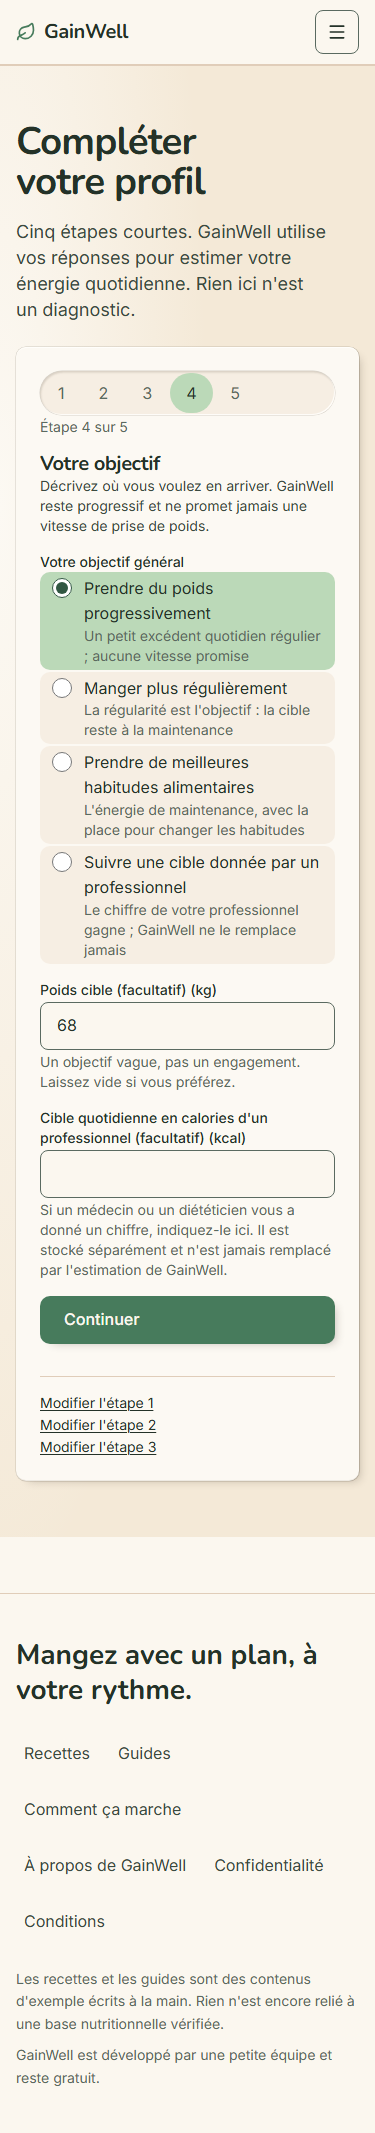 GainWell
Compléter
votre profil
Cinq étapes courtes. GainWell utilise
vos réponses pour estimer votre
énergie quotidienne. Rien ici n'est
un diagnostic.
1 2 3 4 5
Étape 4 sur 5
Votre objectif
Décrivez où vous voulez en arriver. GainWell
reste progressif et ne promet jamais une
vitesse de prise de poids.
Votre objectif général
Prendre du poids
progressivement
Un petit excédent quotidien régulier
; aucune vitesse promise
Manger plus régulièrement
La régularité est l'objectif : la cible
reste à la maintenance
Prendre de meilleures
habitudes alimentaires
L'énergie de maintenance, avec la
place pour changer les habitudes
Suivre une cible donnée par un
professionnel
Le chiffre de votre professionnel
gagne ; GainWell ne le remplace
jamais
Poids cible (facultatif) (kg)
68
Un objectif vague, pas un engagement.
Laissez vide si vous préférez.
Cible quotidienne en calories d'un
professionnel (facultatif) (kcal)
Si un médecin ou un diététicien vous a
donné un chiffre, indiquez-le ici. Il est
stocké séparément et n'est jamais remplacé
par l'estimation de GainWell.
Continuer
Modifier l'étape 1
Modifier l'étape 2
Modifier l'étape 3
Mangez avec un plan, à
votre rythme.
Recettes Guides
Comment ça marche
À propos de GainWell Confidentialité
Conditions
Les recettes et les guides sont des contenus
d'exemple écrits à la main. Rien n'est encore relié à
une base nutritionnelle vérifiée.
GainWell est développé par une petite équipe et
reste gratuit.